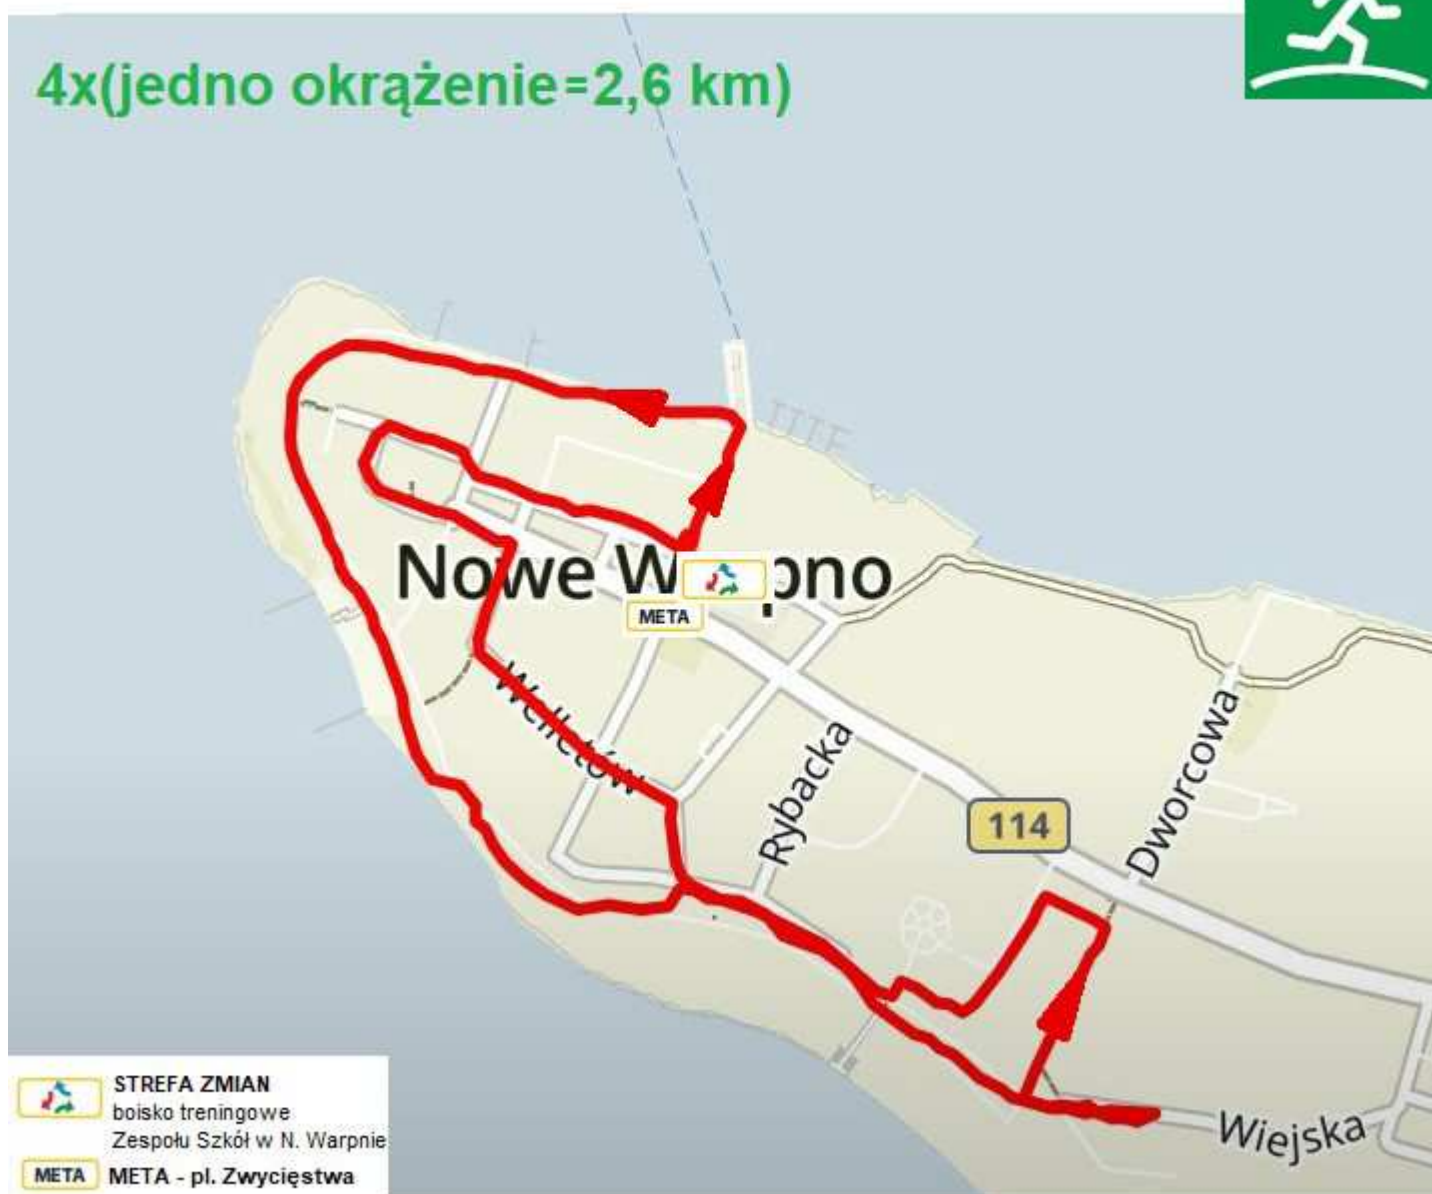 4x(jedno okrążenie=2,6 km)
Nowe W pno
META
Weiletów
Rybacka
114
Dworcowa
Wiejska
STREFA ZMIAN
boisko treningowe
Zespołu Szkół w N. Warpnie
META META - pl. Zwycięstwa